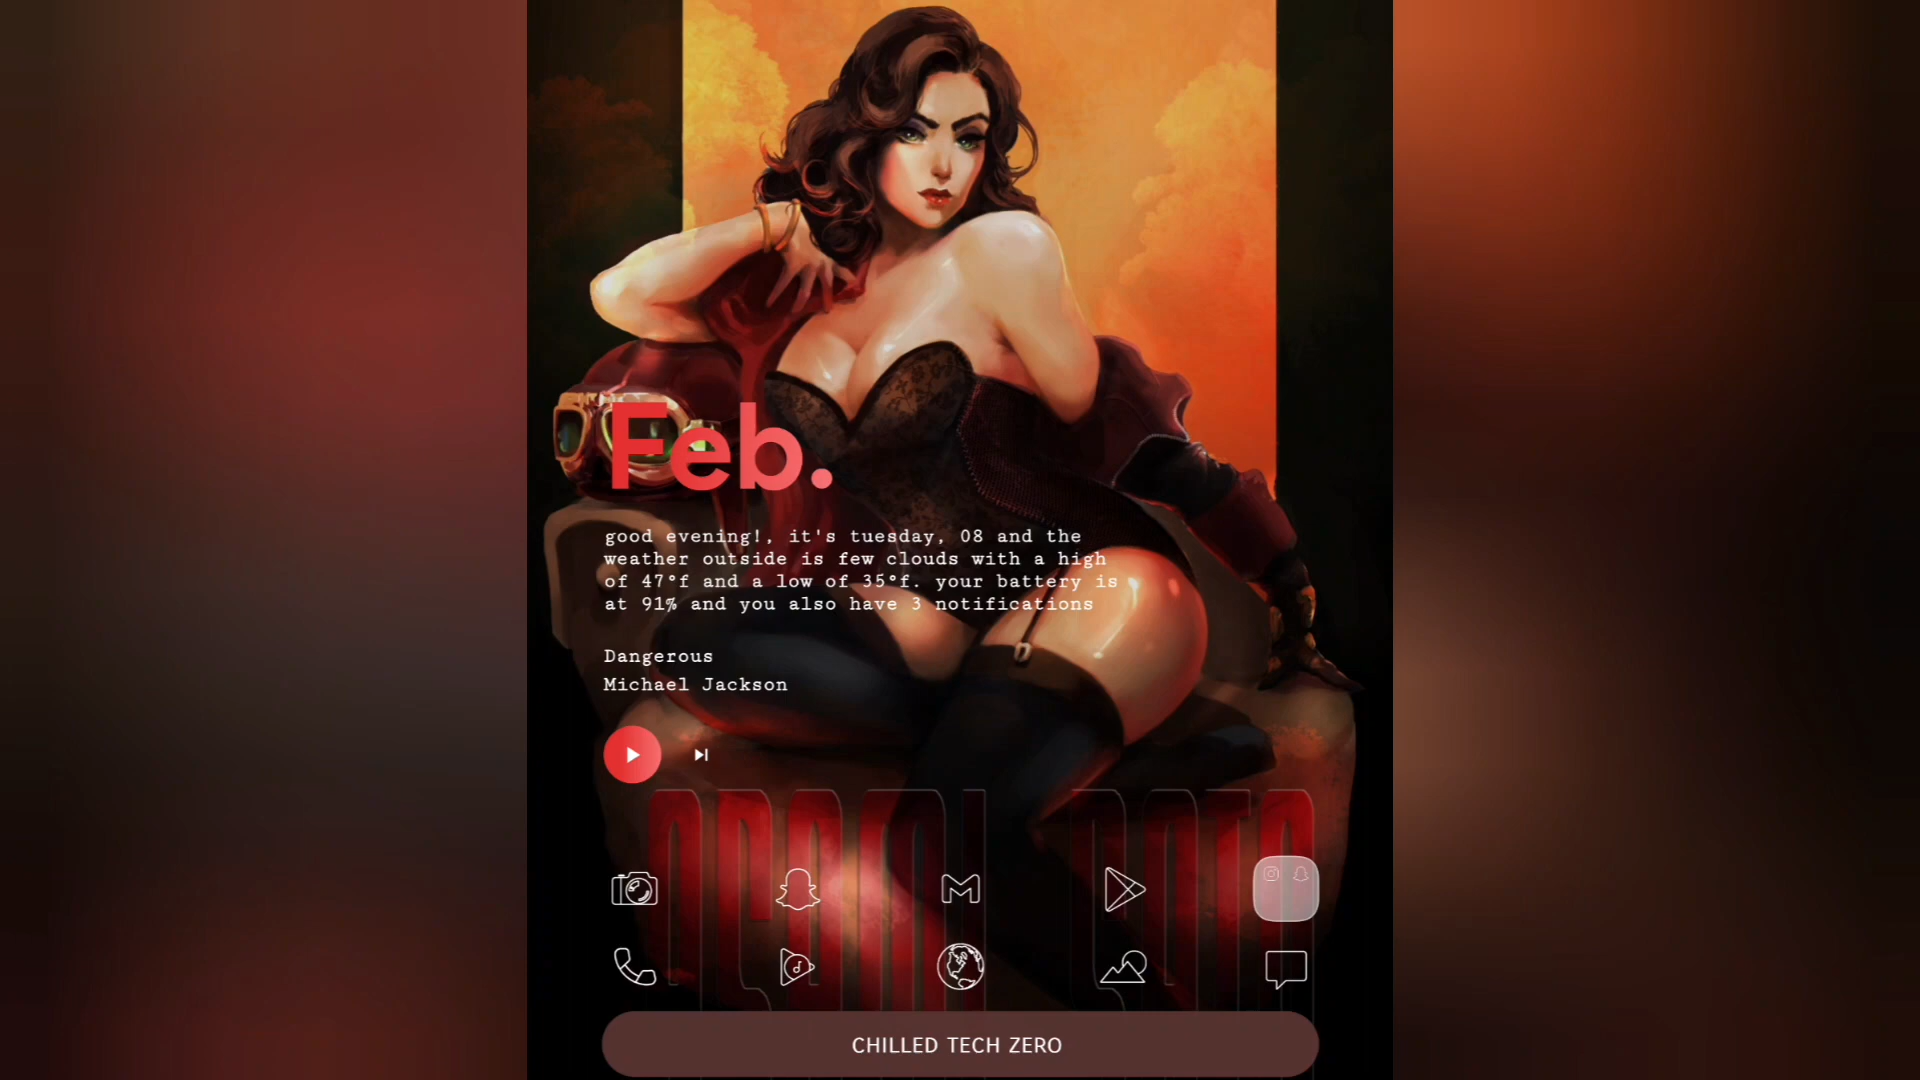 Feb.
good evening!, it's tuesday, 08 and the
weather outside is few clouds with a high
of 47°f and a low of 35°f. your battery is
at 91% and you also have 3 notifications
Dangerous
Michael Jackson
CHILLED TECH ZERO